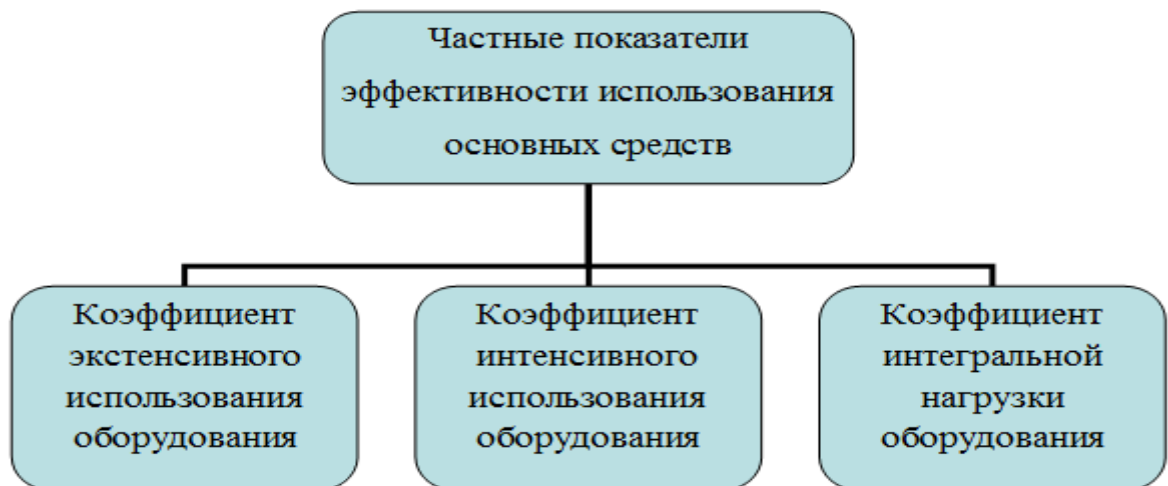 Частные показатели
эффективности использования
основных средств
Коэффициент
экстенсивного
использования
оборудования
Коэффициент
интенсивного
использования
оборудования
Коэффициент
интегральной
нагрузки
оборудования